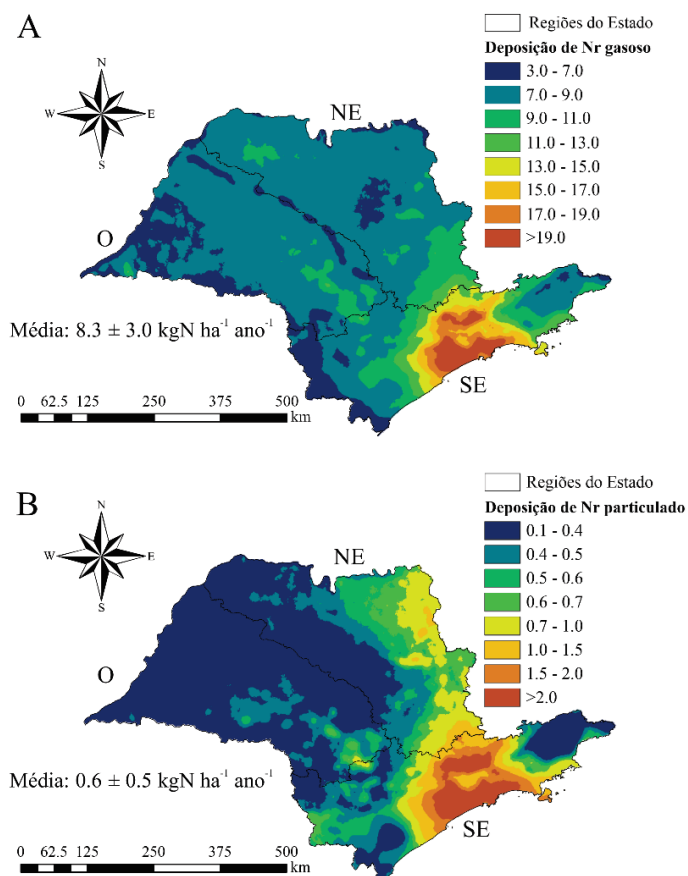 A
N
W
E
S
NE
O
SE
Regiões do Estado
Deposição de Nr gasoso
3.0 - 7.0
7.0 - 9.0
9.0 - 11.0
11.0 - 13.0
13.0 - 15.0
15.0 - 17.0
17.0 - 19.0
>19.0
Média: 8.3 ± 3.0 kgN ha⁻¹ ano⁻¹
0 62.5 125 250 375 500
km
B
N
W
E
S
NE
O
SE
Regiões do Estado
Deposição de Nr particulado
0.1 - 0.4
0.4 - 0.5
0.5 - 0.6
0.6 - 0.7
0.7 - 1.0
1.0 - 1.5
1.5 - 2.0
>2.0
Média: 0.6 ± 0.5 kgN ha⁻¹ ano⁻¹
0 62.5 125 250 375 500
km